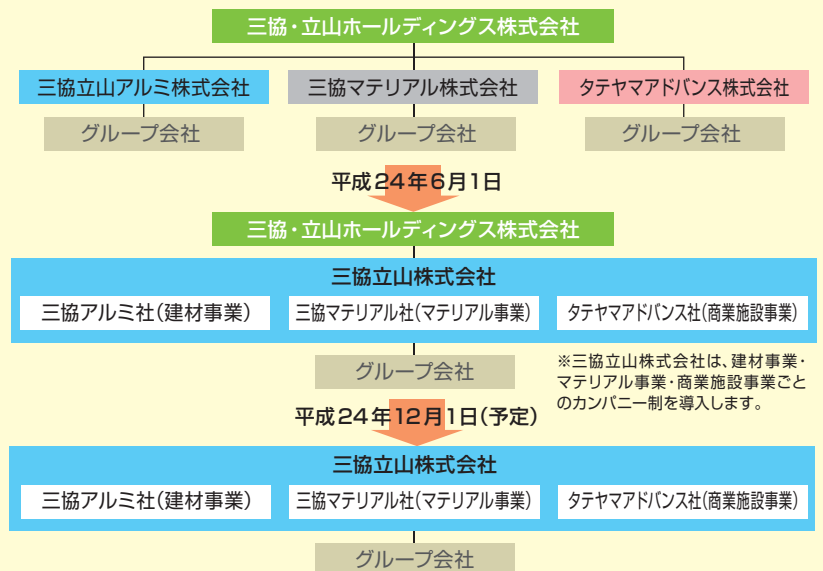 三協・立山ホールディングス株式会社
三協立山アルミ株式会社
三協マテリアル株式会社
タテヤマアドバンス株式会社
グループ会社
グループ会社
グループ会社
平成24年6月1日
三協・立山ホールディングス株式会社
三協立山株式会社
三協アルミ社(建材事業)
三協マテリアル社(マテリアル事業)
タテヤマアドバンス社(商業施設事業)
グループ会社
※三協立山株式会社は、建材事業・
マテリアル事業・商業施設事業ごと
のカンパニー制を導入します。
平成24年12月1日(予定)
三協立山株式会社
三協アルミ社(建材事業)
三協マテリアル社(マテリアル事業)
タテヤマアドバンス社(商業施設事業)
グループ会社